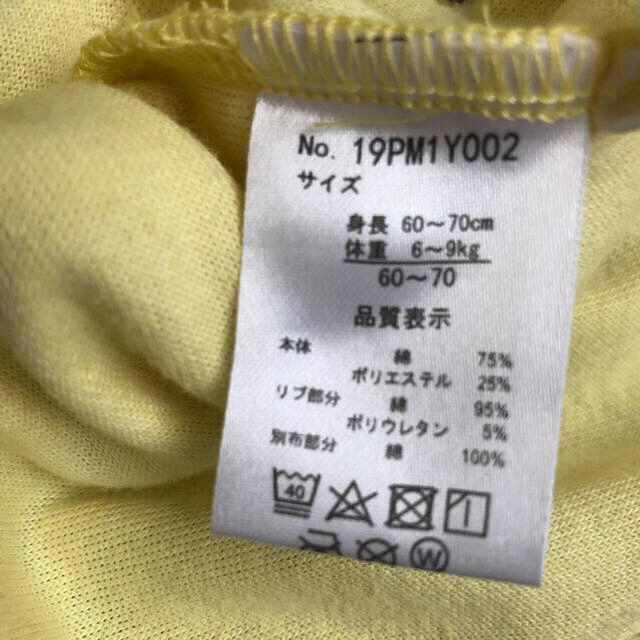 No. 19PM1Y002
サイズ
身長 60～70cm
体重 6～9kg
60～70
品質表示
本体 綿 75%
ポリエステル 25%
リブ部分 綿 95%
ポリウレタン 5%
別布部分 綿 100%
40
W